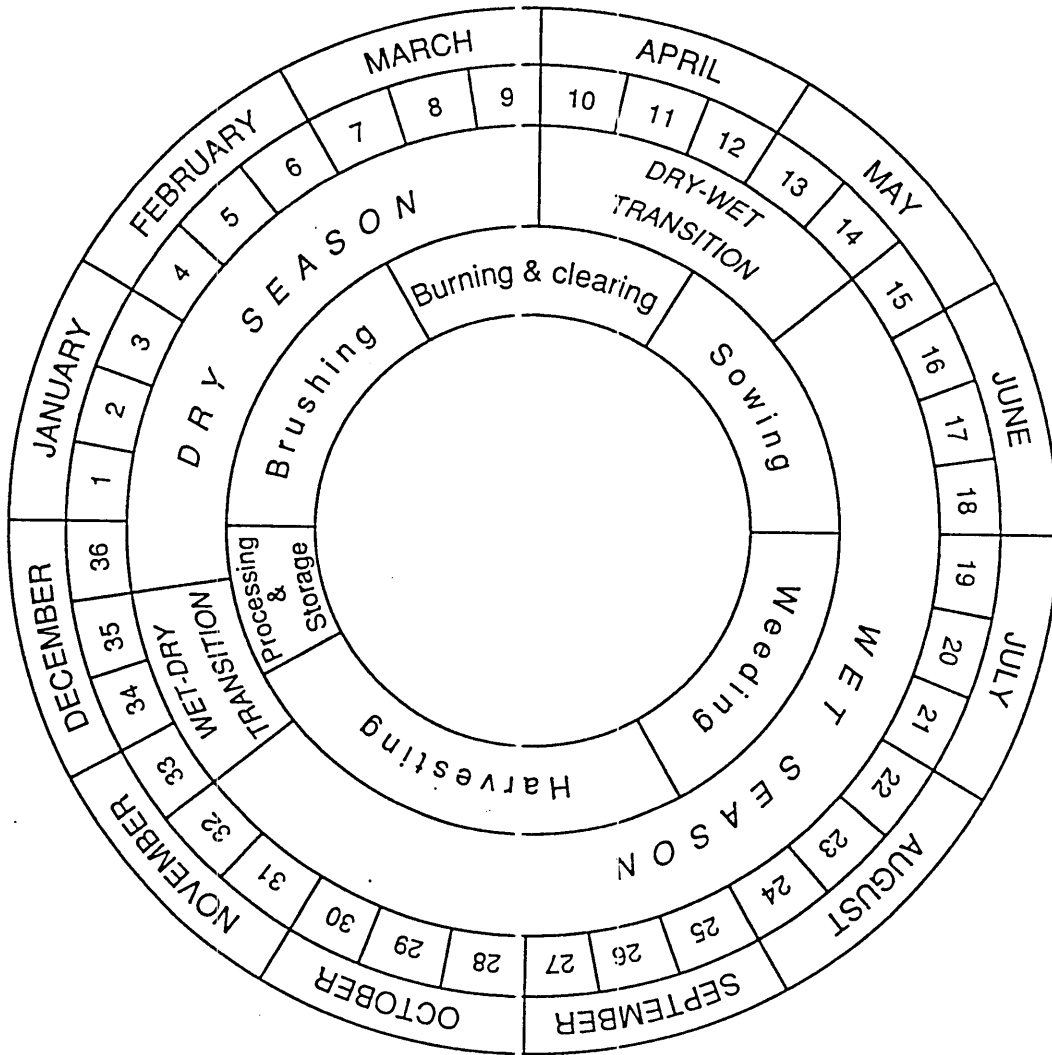 JANUARY
FEBRUARY
MARCH
APRIL
MAY
JUNE
JULY
AUGUST
SEPTEMBER
OCTOBER
NOVEMBER
DECEMBER
1
2
3
4
5
6
7
8
9
10
11
12
13
14
15
16
17
18
19
20
21
22
23
24
25
26
27
28
29
30
31
32
33
34
35
36
DRY SEASON
DRY-WET
TRANSITION
WET SEASON
WET-DRY
TRANSITION
Brushing
Burning & clearing
Sowing
Weeding
Harvesting
Processing
&
Storage